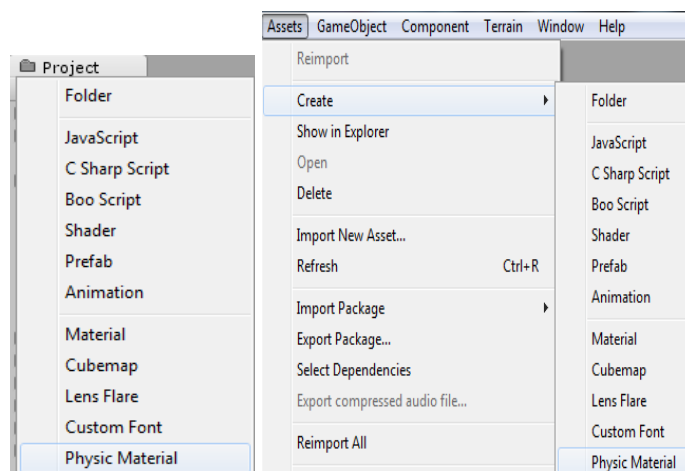 Project
Folder
JavaScript
C Sharp Script
Boo Script
Shader
Prefab
Animation
Material
Cubemap
Lens Flare
Custom Font
Physic Material
Assets GameObject Component Terrain Window Help
Reimport
Create
Show in Explorer
Open
Delete
Import New Asset...
Refresh Ctrl+R
Import Package
Export Package...
Select Dependencies
Export compressed audio file...
Reimport All
Folder
JavaScript
C Sharp Script
Boo Script
Shader
Prefab
Animation
Material
Cubemap
Lens Flare
Custom Font
Physic Material